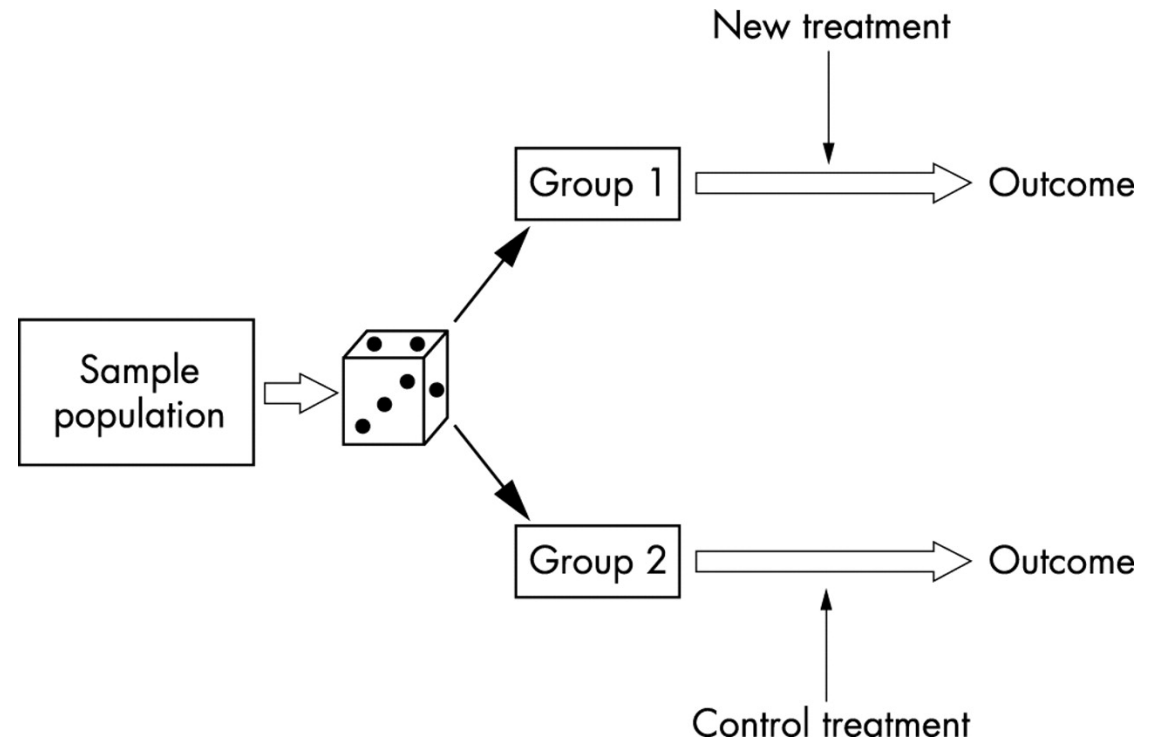 New treatment
Group 1
Outcome
Sample
population
Group 2
Outcome
Control treatment